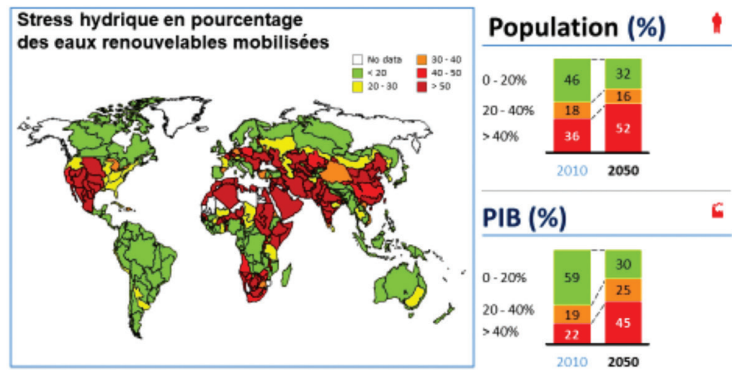 Stress hydrique en pourcentage
des eaux renouvelables mobilisées
No data
< 20
20 - 30
30 - 40
40 - 50
> 50
Population (%)
0 - 20%
20 - 40%
> 40%
46
18
36
32
16
52
2010
2050
PIB (%)
0 - 20%
20 - 40%
> 40%
59
19
22
30
25
45
2010
2050